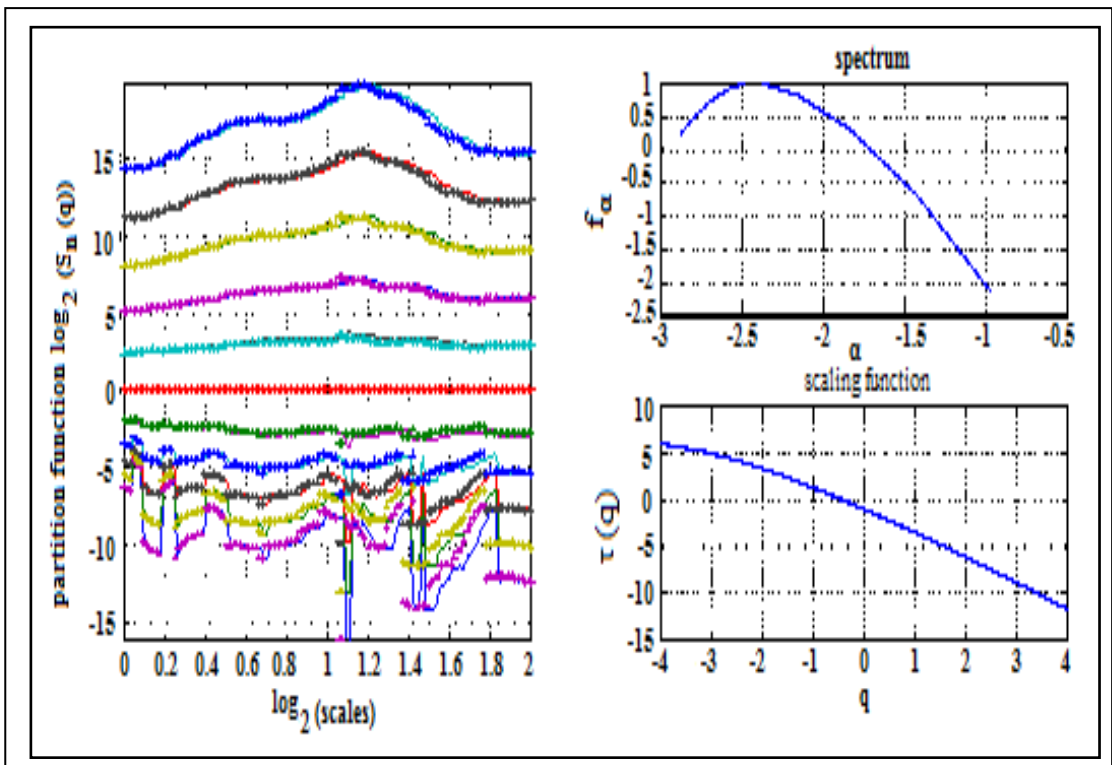 partition function log2 (Sn (q))
15
10
5
0
-5
-10
-15
0 0.2 0.4 0.6 0.8 1 1.2 1.4 1.6 1.8 2
log2 (scales)
spectrum
fα
1
0.5
0
-0.5
-1
-1.5
-2
-2.5
-3 -2.5 -2 -1.5 -1 -0.5
α
scaling function
τ (q)
10
5
0
-5
-10
-15
-4 -3 -2 -1 0 1 2 3 4
q